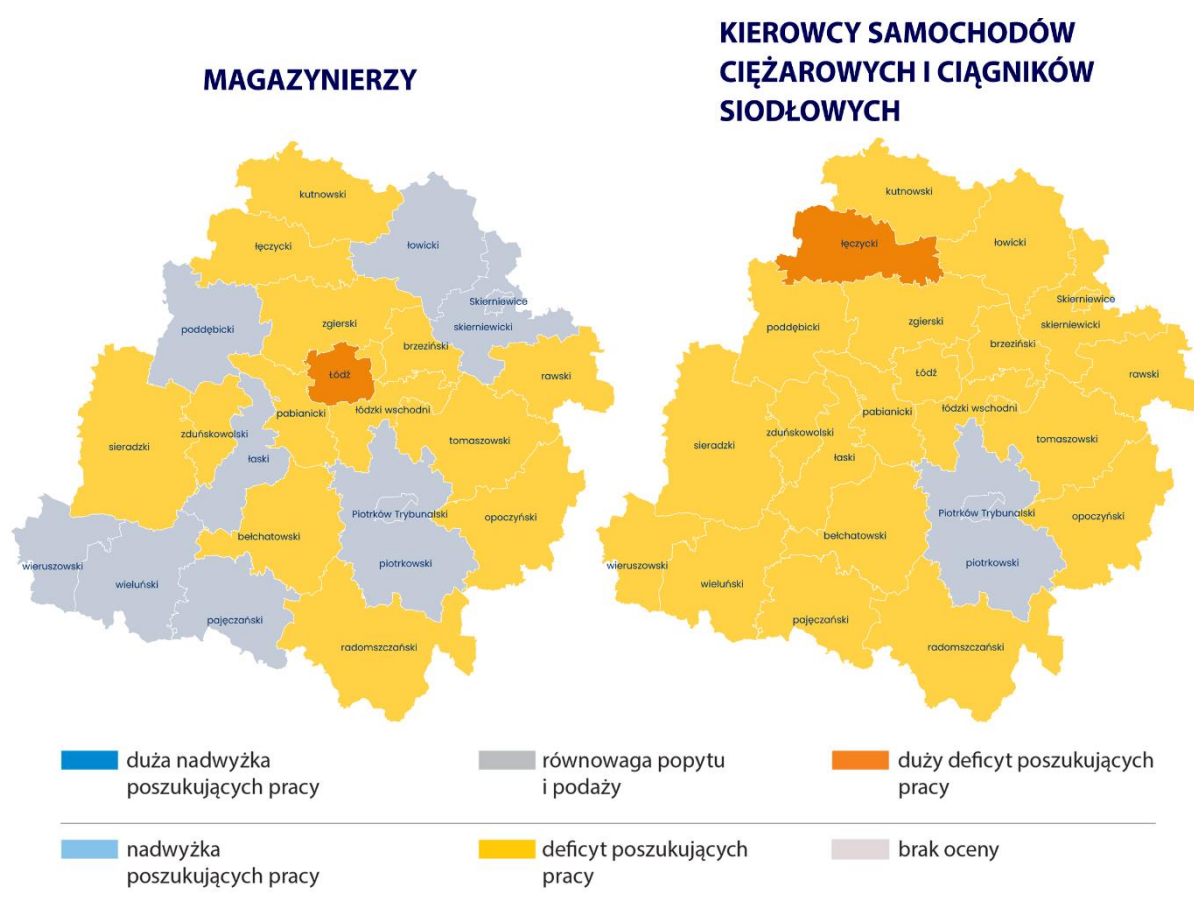 MAGAZYNIERZY
kutnowski
łęczycki
łowicki
Skierniewice
skierniewicki
poddębicki
zgierski
brzeziński
rawski
Łódź
pabianicki
łódzki wschodni
zduńskowolski
sieradzki
łaski
tomaszowski
Piotrków Trybunalski
opoczyński
bełchatowski
piotrkowski
wieruszowski
wieluński
pajęczański
radomszczański
KIEROWCY SAMOCHODÓW
CIĘŻAROWYCH I CIĄGNIKÓW
SIODŁOWYCH
kutnowski
łęczycki
łowicki
Skierniewice
skierniewicki
poddębicki
zgierski
brzeziński
rawski
Łódź
pabianicki
łódzki wschodni
zduńskowolski
sieradzki
łaski
tomaszowski
Piotrków Trybunalski
opoczyński
bełchatowski
piotrkowski
wieruszowski
wieluński
pajęczański
radomszczański
duża nadwyżka
poszukujących pracy
równowaga popytu
i podaży
duży deficyt poszukujących
pracy
nadwyżka
poszukujących pracy
deficyt poszukujących
pracy
brak oceny